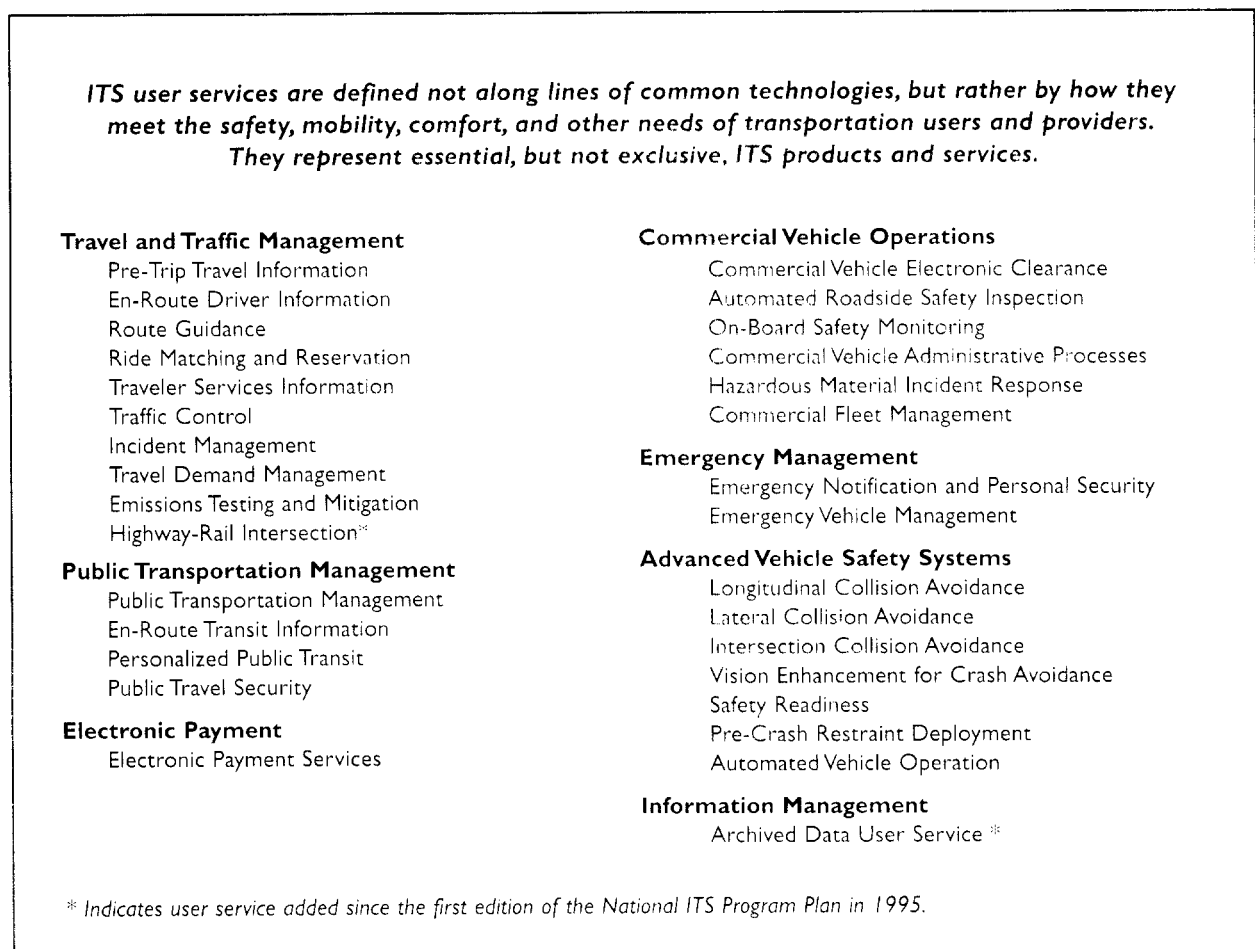 ITS user services are defined not along lines of common technologies, but rather by how they
meet the safety, mobility, comfort, and other needs of transportation users and providers.
They represent essential, but not exclusive, ITS products and services.
Travel and Traffic Management
Pre-Trip Travel Information
En-Route Driver Information
Route Guidance
Ride Matching and Reservation
Traveler Services Information
Traffic Control
Incident Management
Travel Demand Management
Emissions Testing and Mitigation
Highway-Rail Intersection*
Public Transportation Management
Public Transportation Management
En-Route Transit Information
Personalized Public Transit
Public Travel Security
Electronic Payment
Electronic Payment Services
Commercial Vehicle Operations
Commercial Vehicle Electronic Clearance
Automated Roadside Safety Inspection
On-Board Safety Monitoring
Commercial Vehicle Administrative Processes
Hazardous Material Incident Response
Commercial Fleet Management
Emergency Management
Emergency Notification and Personal Security
Emergency Vehicle Management
Advanced Vehicle Safety Systems
Longitudinal Collision Avoidance
Lateral Collision Avoidance
Intersection Collision Avoidance
Vision Enhancement for Crash Avoidance
Safety Readiness
Pre-Crash Restraint Deployment
Automated Vehicle Operation
Information Management
Archived Data User Service *
* Indicates user service added since the first edition of the National ITS Program Plan in 1995.